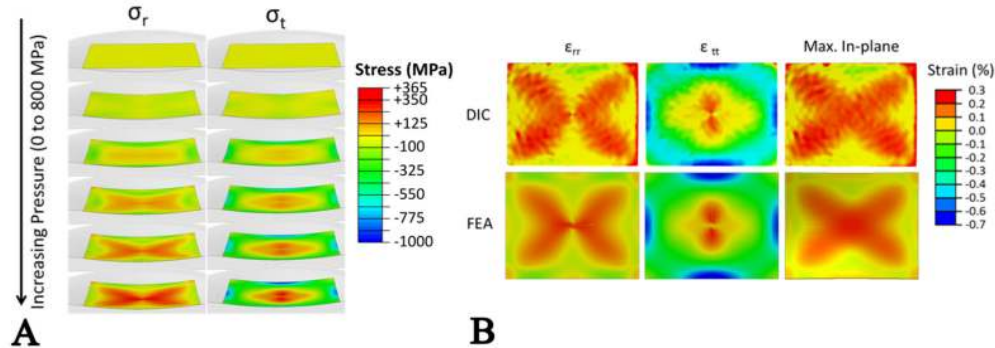 σr σt
Increasing Pressure (0 to 800 MPa)
Stress (MPa)
+365
+350
+125
-100
-325
-550
-775
-1000
A
εrr ε tt Max. In-plane
DIC
FEA
Strain (%)
0.3
0.2
0.1
0.0
-0.1
-0.2
-0.3
-0.4
-0.5
-0.6
-0.7
B